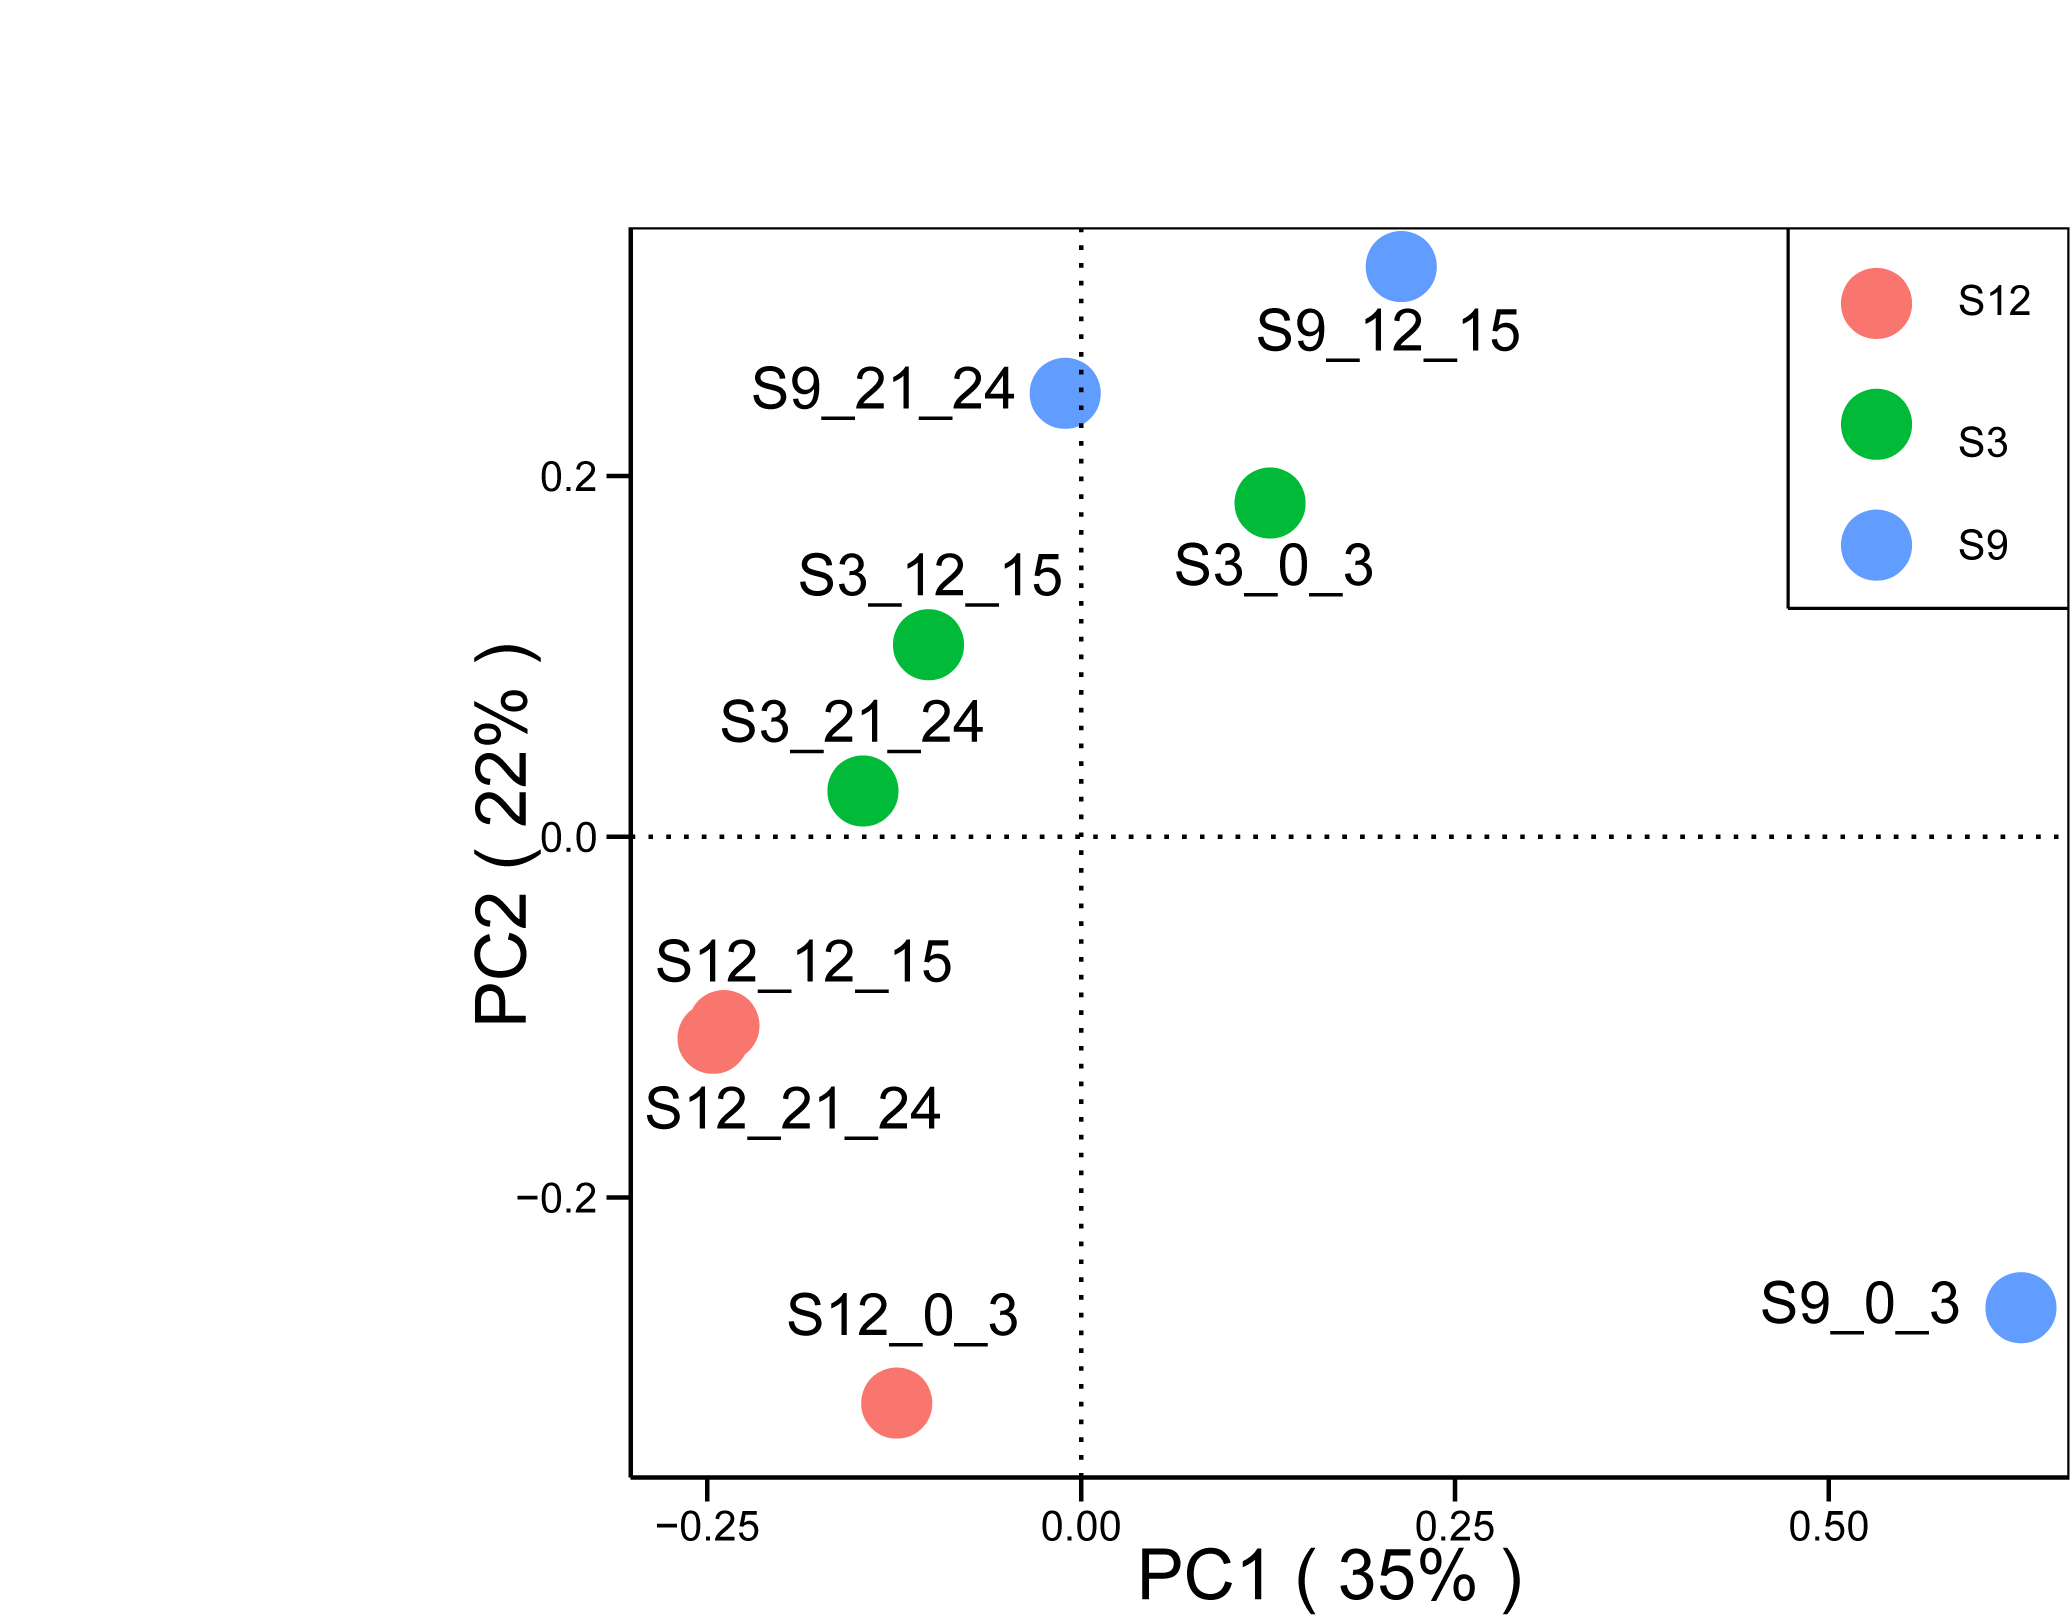 S9_12_15
S12
S9_21_24
S3
0.2
S9
S3_12_15
S3_0_3
S3_21_24
PC2 ( 22% )
0.0
S12_12_15
S12_21_24
−0.2
S9_0_3
S12_0_3
−0.25
0.00
0.25
0.50
PC1 ( 35% )